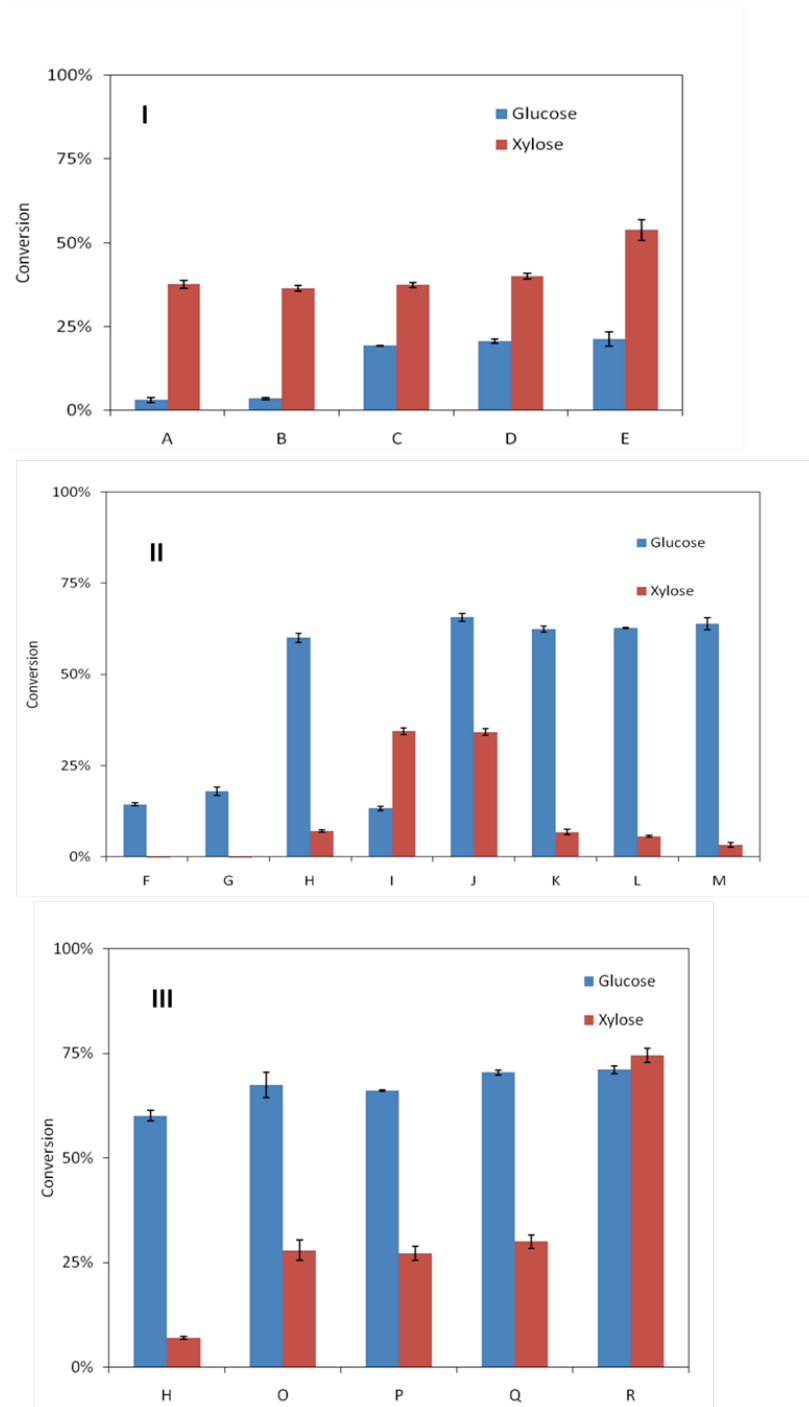 100%
I
Glucose
Xylose
75%
50%
Conversion
25%
0%
A B C D E
100%
II
Glucose
Xylose
75%
50%
Conversion
25%
0%
F G H I J K L M
100%
III
Glucose
Xylose
75%
50%
Conversion
25%
0%
H O P Q R